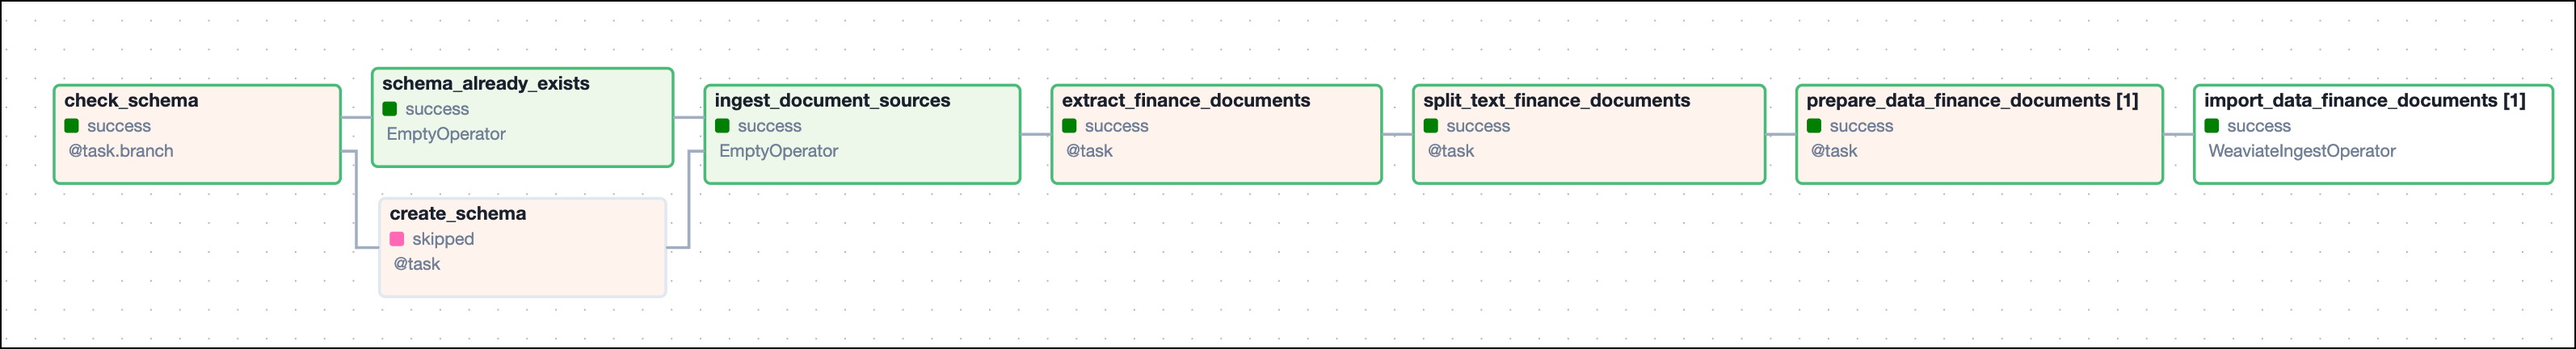 check_schema
success
@task.branch
schema_already_exists
success
EmptyOperator
create_schema
skipped
@task
ingest_document_sources
success
EmptyOperator
extract_finance_documents
success
@task
split_text_finance_documents
success
@task
prepare_data_finance_documents [1]
success
@task
import_data_finance_documents [1]
success
WeaviateIngestOperator